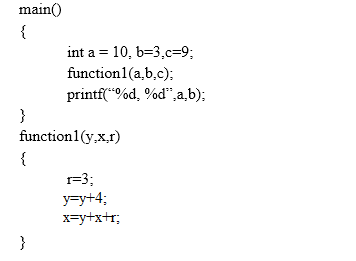 main()
{
int a = 10, b=3,c=9;
function1(a,b,c);
printf(“%d, %d”,a,b);
}
function1(y,x,r)
{
r=3;
y=y+4;
x=y+x+r;
}